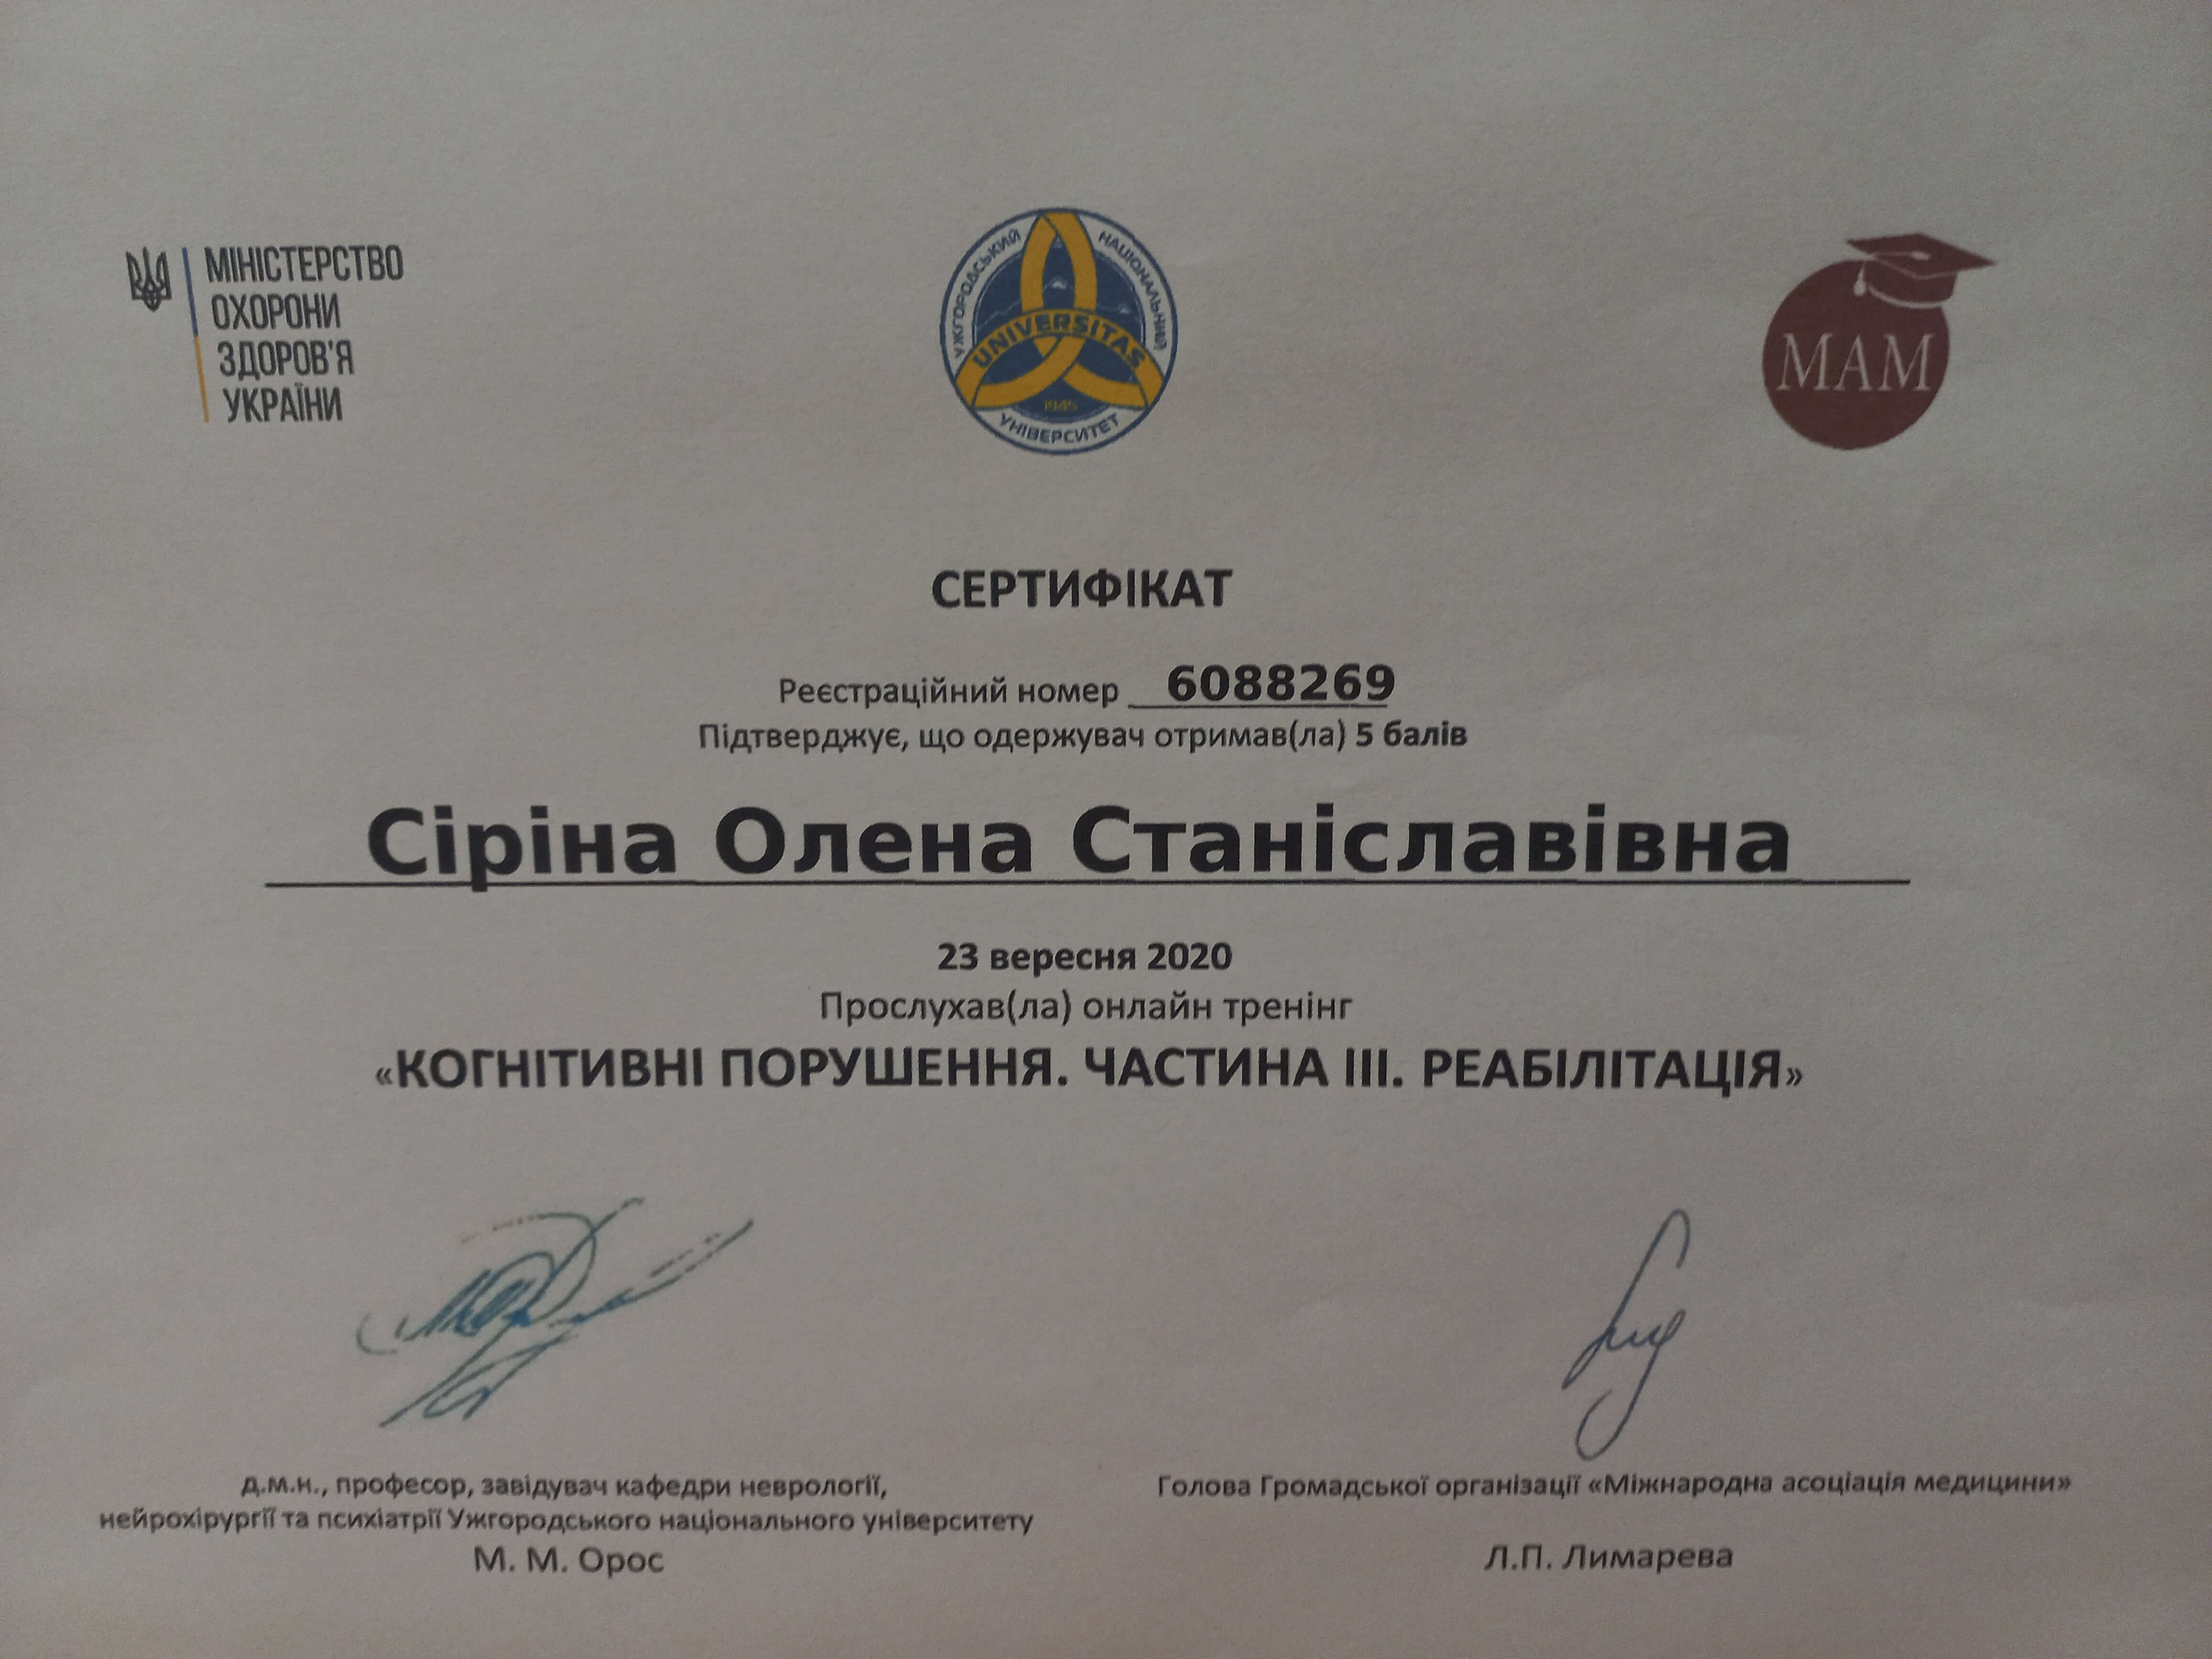 МІНІСТЕРСТВО
ОХОРОНИ
ЗДОРОВ'Я
УКРАЇНИ
УЖГОРОДСЬКИЙ НАЦІОНАЛЬНИЙ
UNIVERSITAS
1945
УНІВЕРСИТЕТ
МАМ
СЕРТИФІКАТ
Реєстраційний номер 6088269
Підтверджує, що одержувач отримав(ла) 5 балів
Сіріна Олена Станіславівна
23 вересня 2020
Прослухав(ла) онлайн тренінг
«КОГНІТИВНІ ПОРУШЕННЯ. ЧАСТИНА ІІІ. РЕАБІЛІТАЦІЯ»
д.м.н., професор, завідувач кафедри неврології,
нейрохірургії та психіатрії Ужгородського національного університету
М. М. Орос
Голова Громадської організації «Міжнародна асоціація медицини»
Л.П. Лимарева